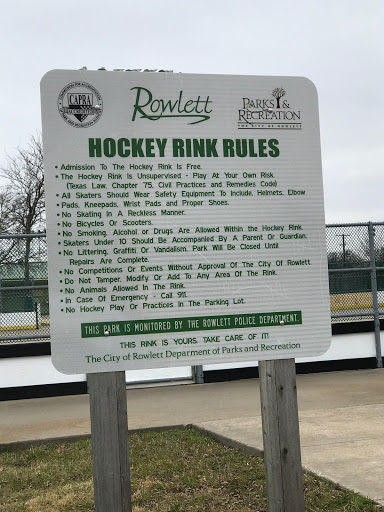 CAPRA
Rowlett
PARKS &
RECREATION
THE CITY OF ROWLETT
HOCKEY RINK RULES
• Admission To The Hockey Rink Is Free.
• The Hockey Rink Is Unsupervised - Play At Your Own Risk.
(Texas Law, Chapter 75, Civil Practices and Remedies Code)
• All Skaters Should Wear Safety Equipment To Include, Helmets, Elbow
Pads, Kneepads, Wrist Pads and Proper Shoes.
• No Skating In A Reckless Manner.
• No Bicycles or Scooters.
• No Smoking, Alcohol or Drugs Are Allowed Within the Hockey Rink.
• Skaters Under 10 Should Be Accompanied By A Parent Or Guardian.
• No Littering, Graffiti Or Vandalism. Park Will Be Closed Until
Repairs Are Complete.
• No Competitions Or Events Without Approval Of The City Of Rowlett.
• Do Not Tamper, Modify Or Add To Any Area Of The Rink.
• No Animals Allowed In The Rink.
• In Case Of Emergency - Call 911.
• No Hockey Play Or Practices In The Parking Lot.
THIS PARK IS MONITORED BY THE ROWLETT POLICE DEPARTMENT.
THIS RINK IS YOURS, TAKE CARE OF IT!
The City of Rowlett Deparment of Parks and Recreation